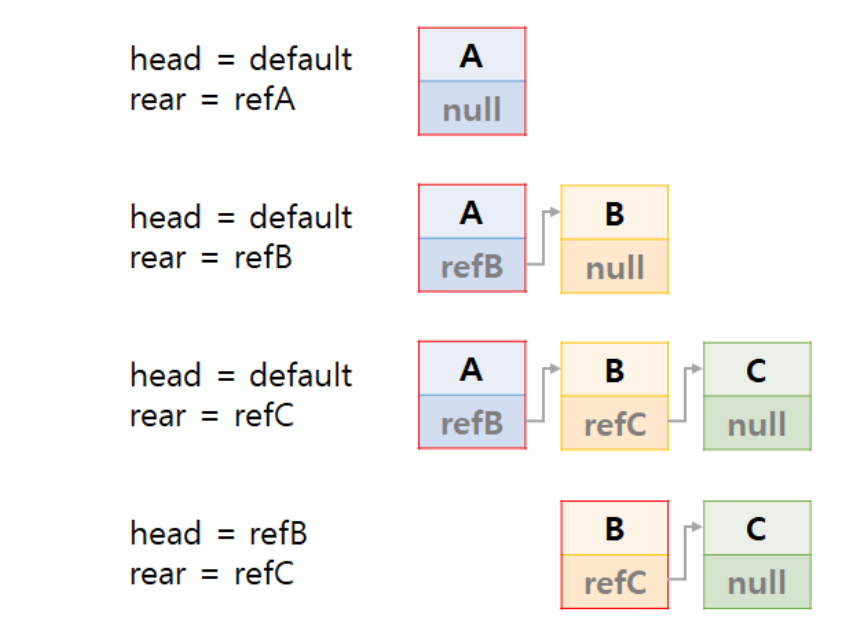 head = default
rear = refA
A
null
head = default
rear = refB
A
B
refB
null
head = default
rear = refC
A
B
C
refB
refC
null
head = refB
rear = refC
B
C
refC
null